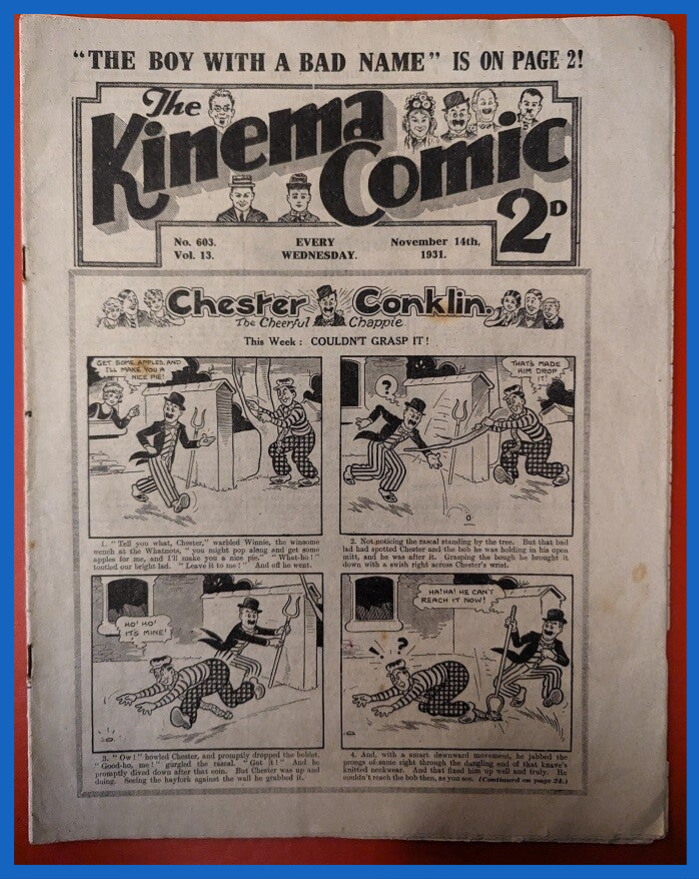 "THE BOY WITH A BAD NAME" IS ON PAGE 2!
The
Kinema
Comic
2D
No. 603.
Vol. 13.
EVERY
WEDNESDAY.
November 14th,
1931.
Chester Conklin.
The Cheerful Chappie
This Week : COULDN'T GRASP IT!
GET SOME APPLES, AND
I'LL MAKE YOU A
NICE PIE!
1. "Tell you what, Chester," warbled Winnie, the winsome
wench at the Whatnots, "you might pop along and get some
apples for me, and I'll make you a nice pie." "What-ho!"
tootled our bright lad. "Leave it to me!" And off he went.
?
THAT'S MADE
HIM DROP
IT!
2. Not noticing the rascal standing by the tree. But that bad
lad had spotted Chester and the bob he was holding in his open
mitt, and he was after it. Grasping the bough he brought it
down with a swish right across Chester's wrist.
HO! HO!
IT'S MINE!
3. "Ow!" howled Chester, and promptly dropped the boblet.
"Good-ho, me!" gurgled the rascal. "Got it!" And he
promptly dived down after that coin. But Chester was up and
doing. Seeing the hayfork against the wall he grabbed it.
HA! HA! HE CAN'T
REACH IT NOW!
! ?
4. And, with a smart downward movement, he jabbed the
prongs of same right through the dangling end of that knave's
knitted neckwear. And that fixed him up well and truly. He
couldn't reach the bob then, as you see. (Continued on page 24.)